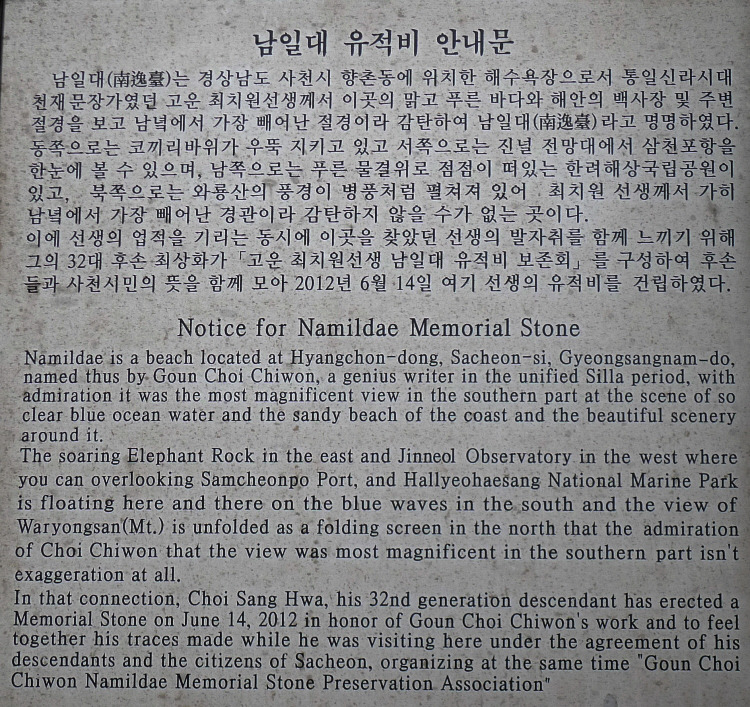 남일대 유적비 안내문
남일대(南逸臺)는 경상남도 사천시 향촌동에 위치한 해수욕장으로서 통일신라시대
천재문장가였던 고운 최치원선생께서 이곳의 맑고 푸른 바다와 해안의 백사장 및 주변
절경을 보고 남녘에서 가장 빼어난 절경이라 감탄하여 남일대(南逸臺)라고 명명하였다.
동쪽으로는 코끼리바위가 우뚝 지키고 있고 서쪽으로는 진널 전망대에서 삼천포항을
한눈에 볼 수 있으며, 남쪽으로는 푸른 물결위로 점점이 떠있는 한려해상국립공원이
있고, 북쪽으로는 와룡산의 풍경이 병풍처럼 펼쳐져 있어 최치원 선생께서 가히
남녘에서 가장 빼어난 경관이라 감탄하지 않을 수가 없는 곳이다.
이에 선생의 업적을 기리는 동시에 이곳을 찾았던 선생의 발자취를 함께 느끼기 위해
그의 32대 후손 최상화가 「고운 최치원선생 남일대 유적비 보존회」를 구성하여 후손
들과 사천시민의 뜻을 함께 모아 2012년 6월 14일 여기 선생의 유적비를 건립하였다.
Notice for Namildae Memorial Stone
Namildae is a beach located at Hyangchon-dong, Sacheon-si, Gyeongsangnam-do,
named thus by Goun Choi Chiwon, a genius writer in the unified Silla period, with
admiration it was the most magnificent view in the southern part at the scene of so
clear blue ocean water and the sandy beach of the coast and the beautiful scenery
around it.
The soaring Elephant Rock in the east and Jinneol Observatory in the west where
you can overlooking Samcheonpo Port, and Hallyeohaesang National Marine Park
is floating here and there on the blue waves in the south and the view of
Waryongsan(Mt.) is unfolded as a folding screen in the north that the admiration
of Choi Chiwon that the view was most magnificent in the southern part isn't
exaggeration at all.
In that connection, Choi Sang Hwa, his 32nd generation descendant has erected a
Memorial Stone on June 14, 2012 in honor of Goun Choi Chiwon's work and to feel
together his traces made while he was visiting here under the agreement of his
descendants and the citizens of Sacheon, organizing at the same time "Goun Choi
Chiwon Namildae Memorial Stone Preservation Association"